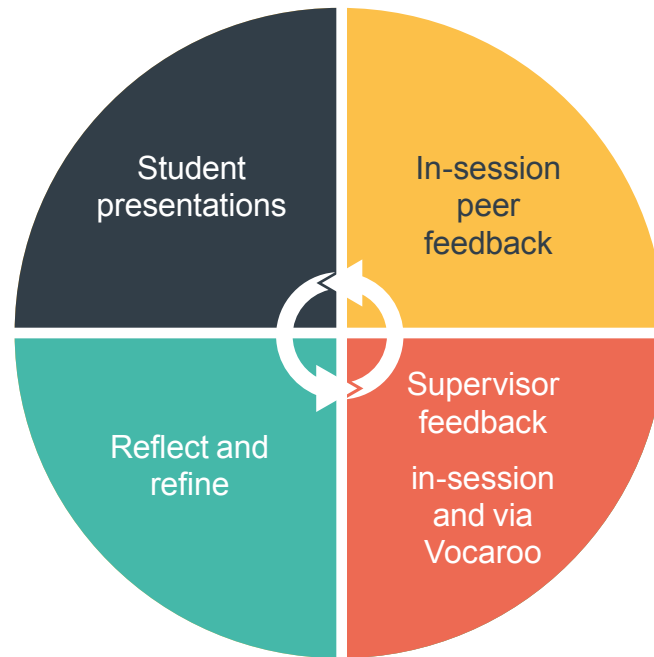 Student
presentations
In-session
peer
feedback
Supervisor
feedback
in-session
and via
Vocaroo
Reflect and
refine